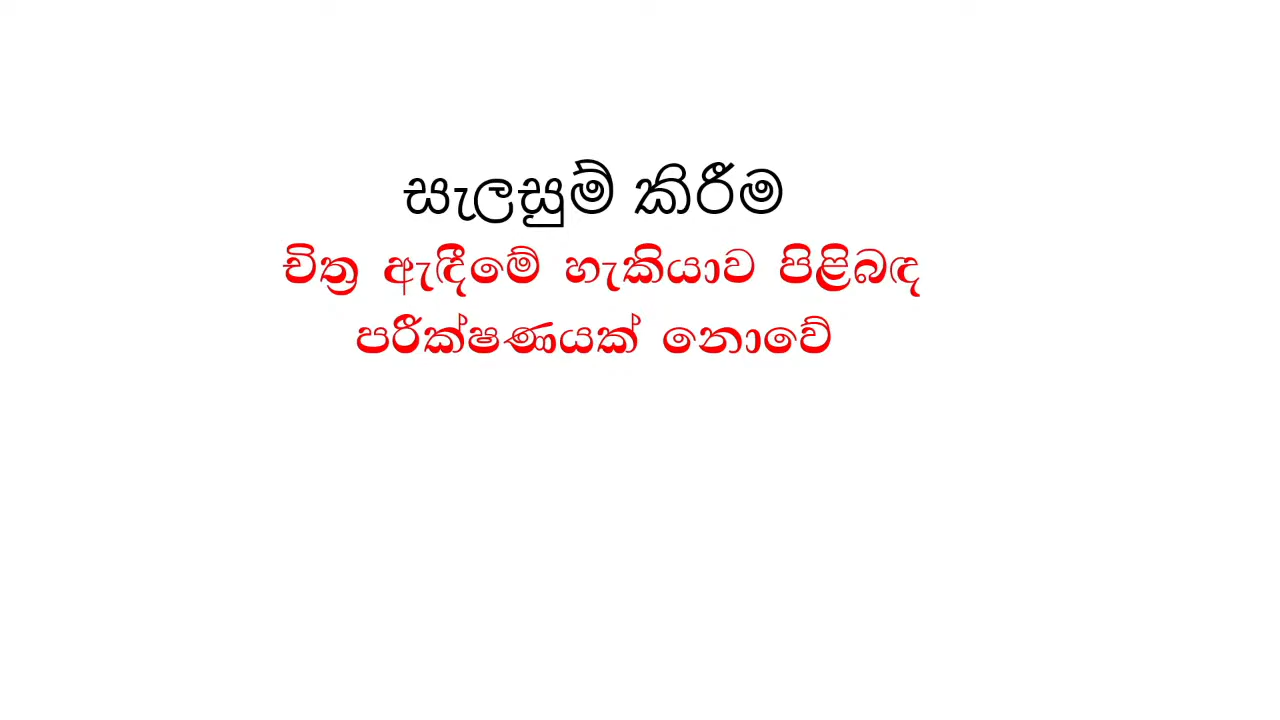 සැලසුම් කිරීම
චිත්‍ර ඇඳීමේ හැකියාව පිළිබඳ
පරීක්ෂණයක් නොවේ